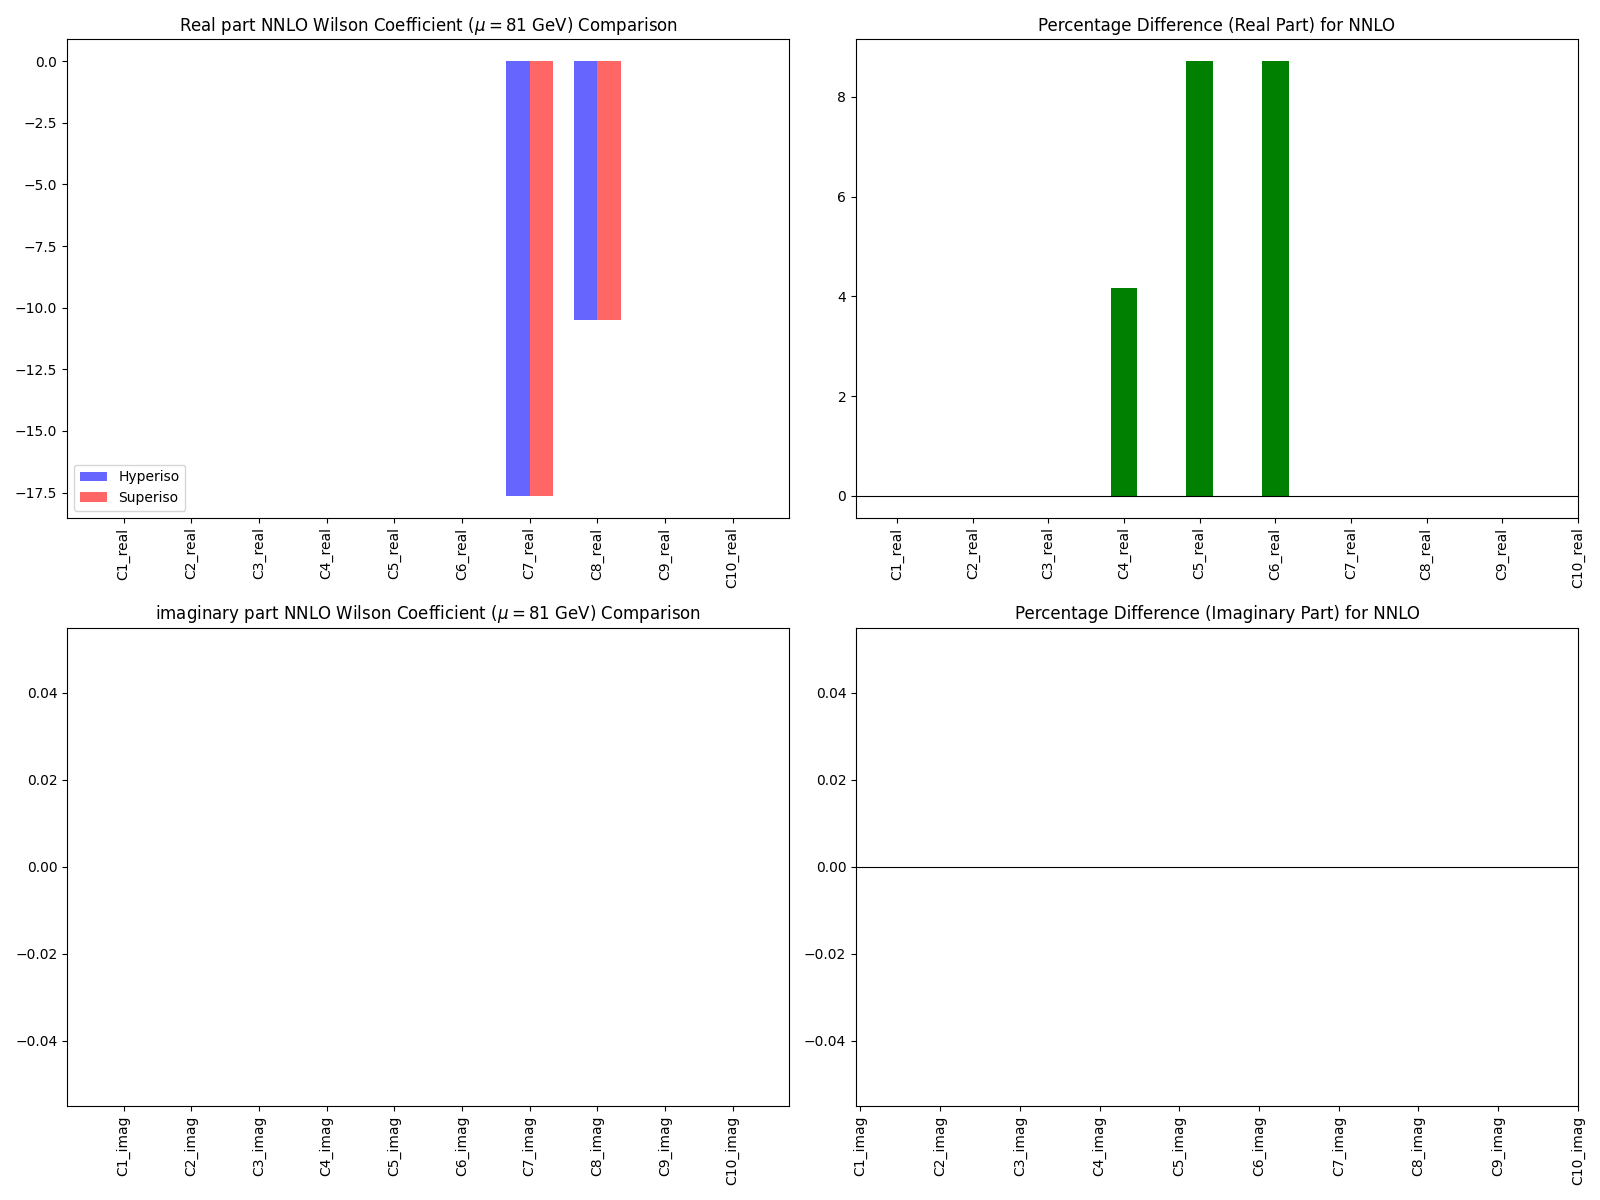 Real part NNLO Wilson Coefficient (μ = 81 GeV) Comparison
0.0
−2.5
−5.0
−7.5
−10.0
−12.5
−15.0
−17.5
Hyperiso
Superiso
C1_real
C2_real
C3_real
C4_real
C5_real
C6_real
C7_real
C8_real
C9_real
C10_real
Percentage Difference (Real Part) for NNLO
8
6
4
2
0
C1_real
C2_real
C3_real
C4_real
C5_real
C6_real
C7_real
C8_real
C9_real
C10_real
imaginary part NNLO Wilson Coefficient (μ = 81 GeV) Comparison
0.04
0.02
0.00
−0.02
−0.04
C1_imag
C2_imag
C3_imag
C4_imag
C5_imag
C6_imag
C7_imag
C8_imag
C9_imag
C10_imag
Percentage Difference (Imaginary Part) for NNLO
0.04
0.02
0.00
−0.02
−0.04
C1_imag
C2_imag
C3_imag
C4_imag
C5_imag
C6_imag
C7_imag
C8_imag
C9_imag
C10_imag